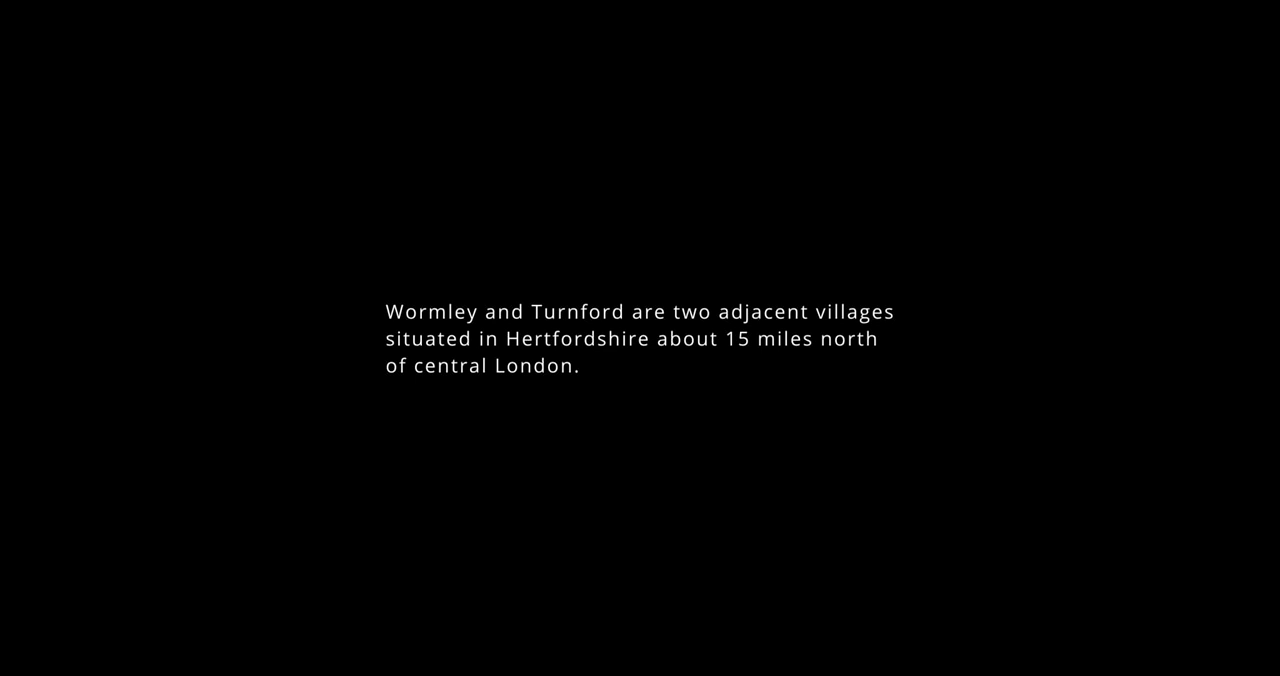 Wormley and Turnford are two adjacent villages
situated in Hertfordshire about 15 miles north
of central London.